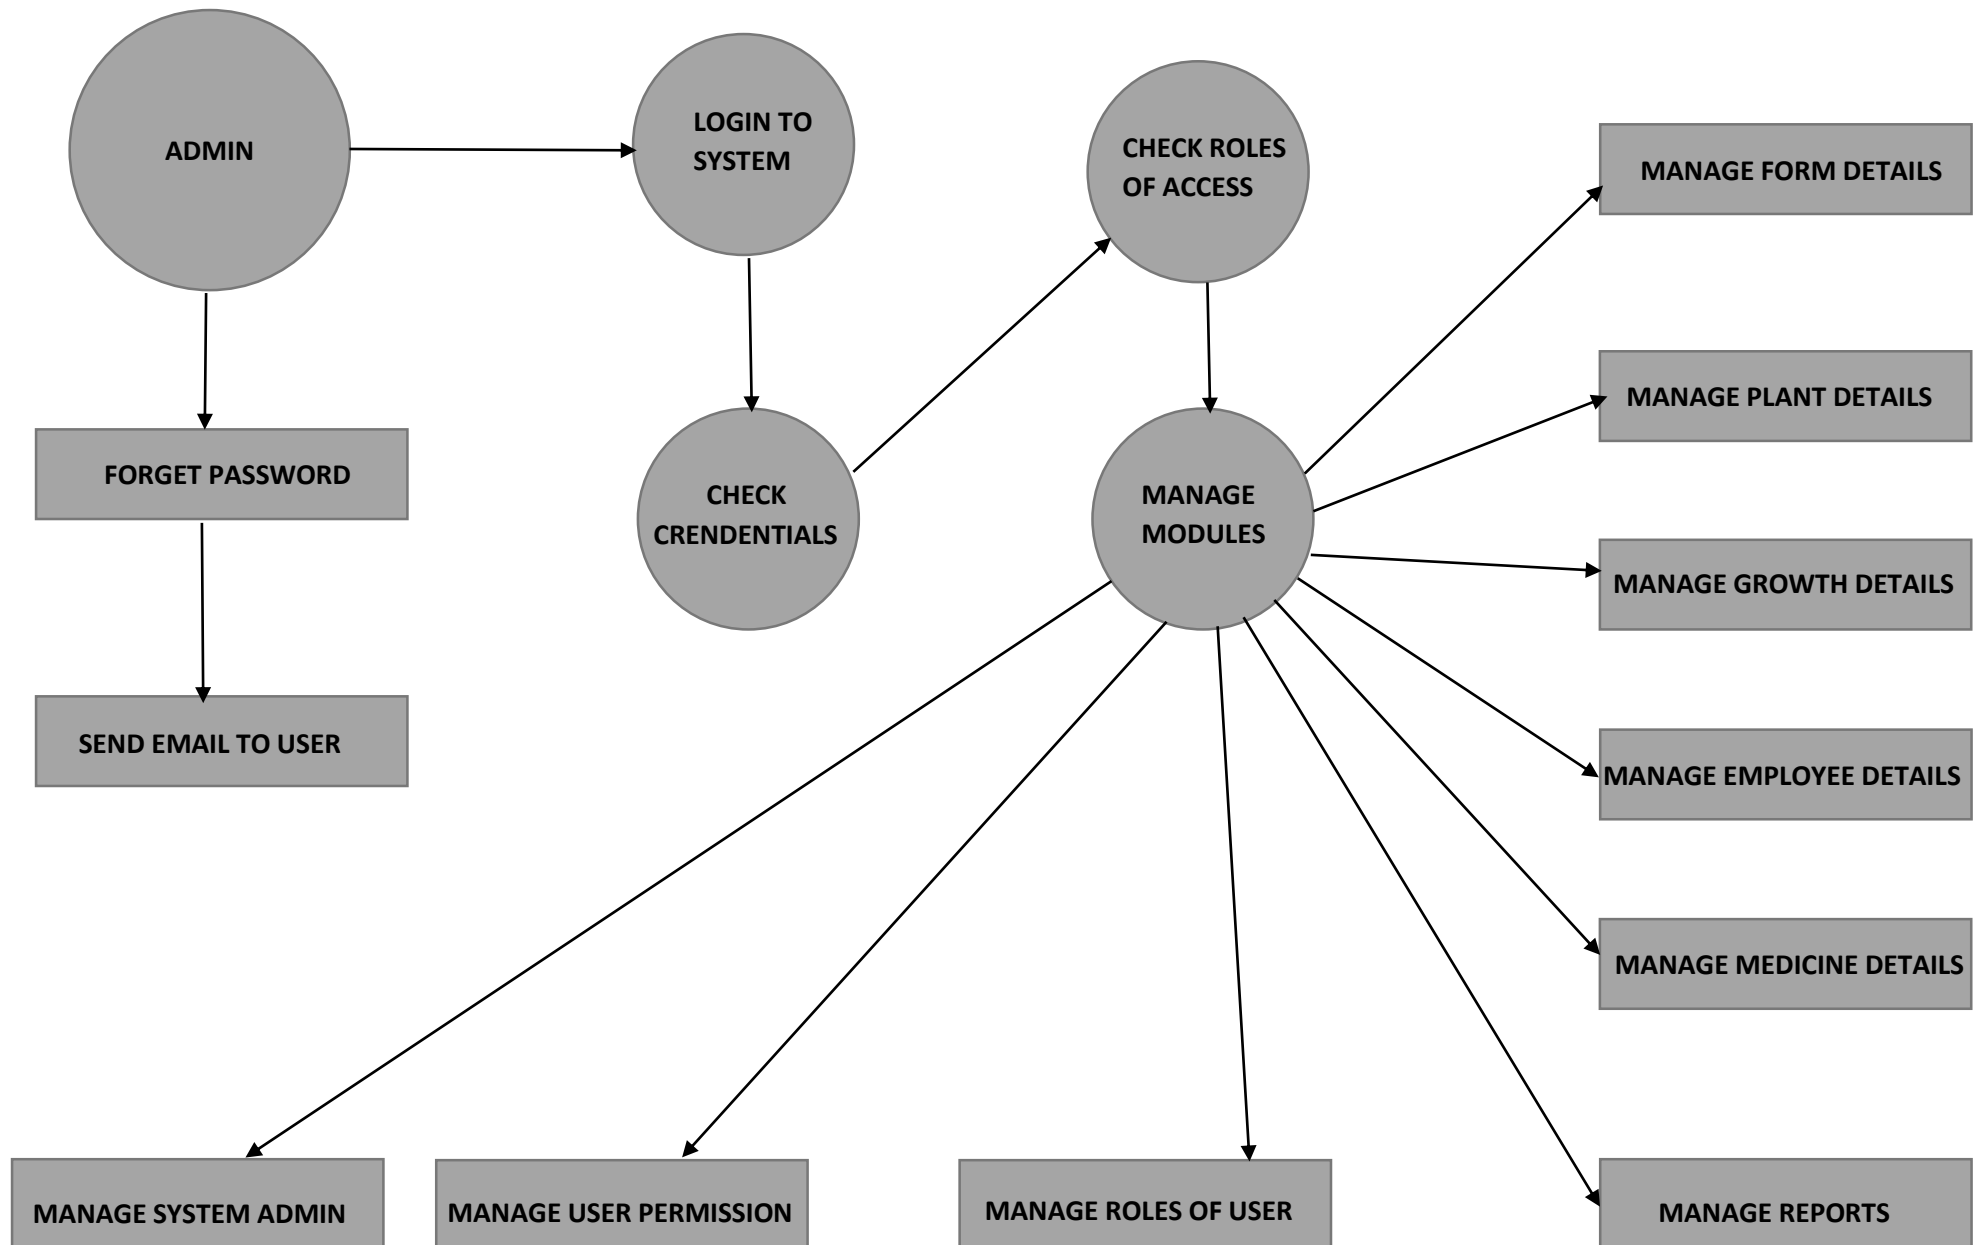 ADMIN
LOGIN TO
SYSTEM
CHECK ROLES
OF ACCESS
MANAGE FORM DETAILS
MANAGE PLANT DETAILS
FORGET PASSWORD
CHECK
CRENDENTIALS
MANAGE
MODULES
MANAGE GROWTH DETAILS
SEND EMAIL TO USER
MANAGE EMPLOYEE DETAILS
MANAGE MEDICINE DETAILS
MANAGE SYSTEM ADMIN
MANAGE USER PERMISSION
MANAGE ROLES OF USER
MANAGE REPORTS